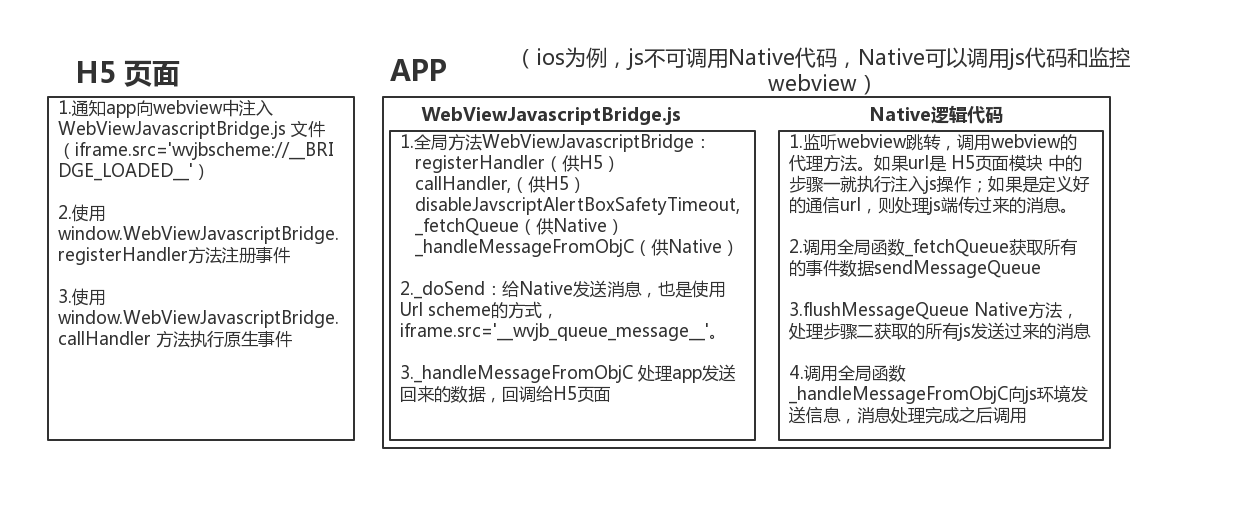 H5 页面
1.通知app向webview中注入
WebViewJavascriptBridge.js 文件
（iframe.src='wvjbscheme://__BRI
DGE_LOADED__'）
2.使用
window.WebViewJavascriptBridge.
registerHandler方法注册事件
3.使用
window.WebViewJavascriptBridge.
callHandler 方法执行原生事件
APP
（ios为例，js不可调用Native代码，Native可以调用js代码和监控
webview）
WebViewJavascriptBridge.js
1.全局方法WebViewJavascriptBridge：
registerHandler（供H5）
callHandler,（供H5）
disableJavscriptAlertBoxSafetyTimeout,
_fetchQueue（供Native）
_handleMessageFromObjC（供Native）
2._doSend：给Native发送消息，也是使用
Url scheme的方式，
iframe.src='__wvjb_queue_message__'。
3._handleMessageFromObjC 处理app发送
回来的数据，回调给H5页面
Native逻辑代码
1.监听webview跳转，调用webview的
代理方法。如果url是 H5页面模块 中的
步骤一就执行注入js操作；如果是定义好
的通信url，则处理js端传过来的消息。
2.调用全局函数_fetchQueue获取所有
的事件数据sendMessageQueue
3.flushMessageQueue Native方法，
处理步骤二获取的所有js发送过来的消息
4.调用全局函数
_handleMessageFromObjC向js环境发
送信息，消息处理完成之后调用